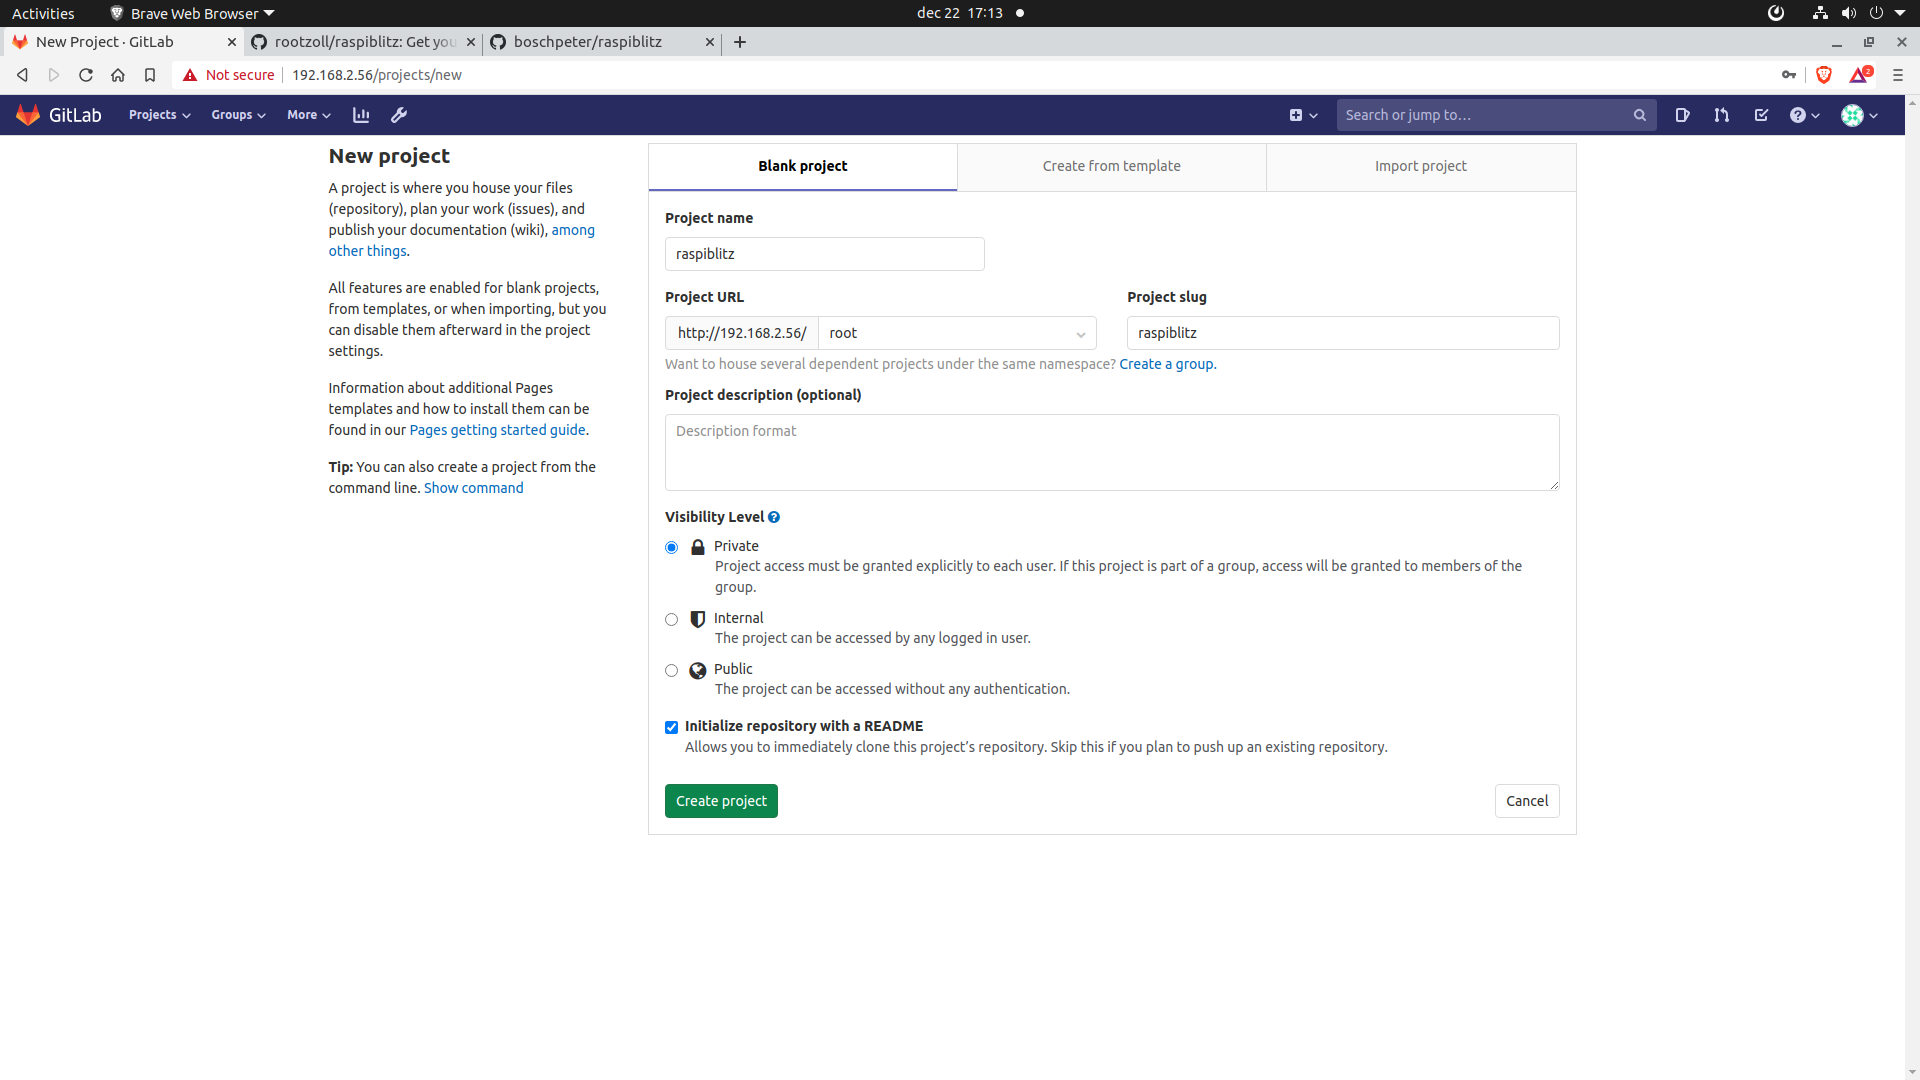 Activities
Brave Web Browser
dec 22 17:13
New Project · GitLab
rootzoll/raspiblitz: Get you
boschpeter/raspiblitz
Not secure
192.168.2.56/projects/new
2
GitLab
Projects
Groups
More
Search or jump to…
New project
A project is where you house your files
(repository), plan your work (issues), and
publish your documentation (wiki), among
other things.
All features are enabled for blank projects,
from templates, or when importing, but you
can disable them afterward in the project
settings.
Information about additional Pages
templates and how to install them can be
found in our Pages getting started guide.
Tip: You can also create a project from the
command line. Show command
Blank project
Create from template
Import project
Project name
raspiblitz
Project URL
http://192.168.2.56/
root
Project slug
raspiblitz
Want to house several dependent projects under the same namespace? Create a group.
Project description (optional)
Description format
Visibility Level
Private
Project access must be granted explicitly to each user. If this project is part of a group, access will be granted to members of the
group.
Internal
The project can be accessed by any logged in user.
Public
The project can be accessed without any authentication.
Initialize repository with a README
Allows you to immediately clone this project’s repository. Skip this if you plan to push up an existing repository.
Create project
Cancel